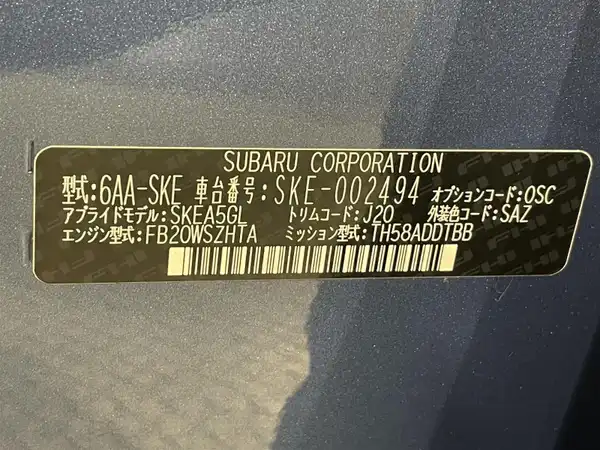 SUBARU CORPORATION
型式:6AA-SKE 車台番号:SKE-002494 オプションコード:OSC
アプライドモデル:SKEA5GL トリムコード:J20 外装色コード:SAZ
エンジン型式:FB20WSZHTA ミッション型式:TH58ADDTBB